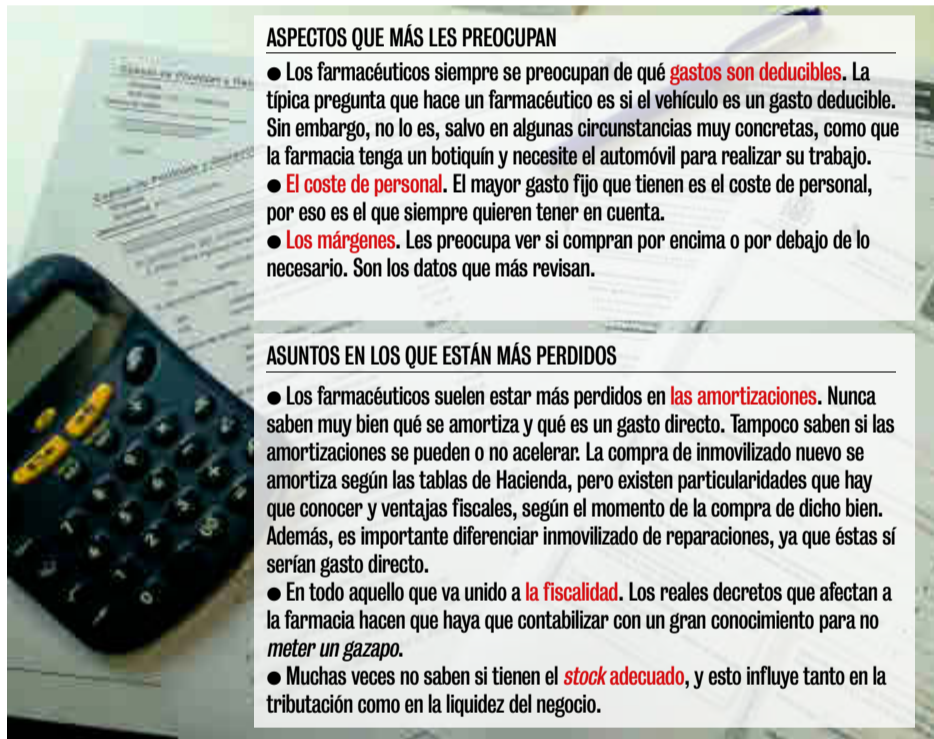 ASPECTOS QUE MÁS LES PREOCUPAN
● Los farmacéuticos siempre se preocupan de qué gastos son deducibles. La
típica pregunta que hace un farmacéutico es si el vehículo es un gasto deducible.
Sin embargo, no lo es, salvo en algunas circunstancias muy concretas, como que
la farmacia tenga un botiquín y necesite el automóvil para realizar su trabajo.
● El coste de personal. El mayor gasto fijo que tienen es el coste de personal,
por eso es el que siempre quieren tener en cuenta.
● Los márgenes. Les preocupa ver si compran por encima o por debajo de lo
necesario. Son los datos que más revisan.
ASUNTOS EN LOS QUE ESTÁN MÁS PERDIDOS
● Los farmacéuticos suelen estar más perdidos en las amortizaciones. Nunca
saben muy bien qué se amortiza y qué es un gasto directo. Tampoco saben si las
amortizaciones se pueden o no acelerar. La compra de inmovilizado nuevo se
amortiza según las tablas de Hacienda, pero existen particularidades que hay
que conocer y ventajas fiscales, según el momento de la compra de dicho bien.
Además, es importante diferenciar inmovilizado de reparaciones, ya que éstas sí
serían gasto directo.
● En todo aquello que va unido a la fiscalidad. Los reales decretos que afectan a
la farmacia hacen que haya que contabilizar con un gran conocimiento para no
meter un gazapo.
● Muchas veces no saben si tienen el stock adecuado, y esto influye tanto en la
tributación como en la liquidez del negocio.